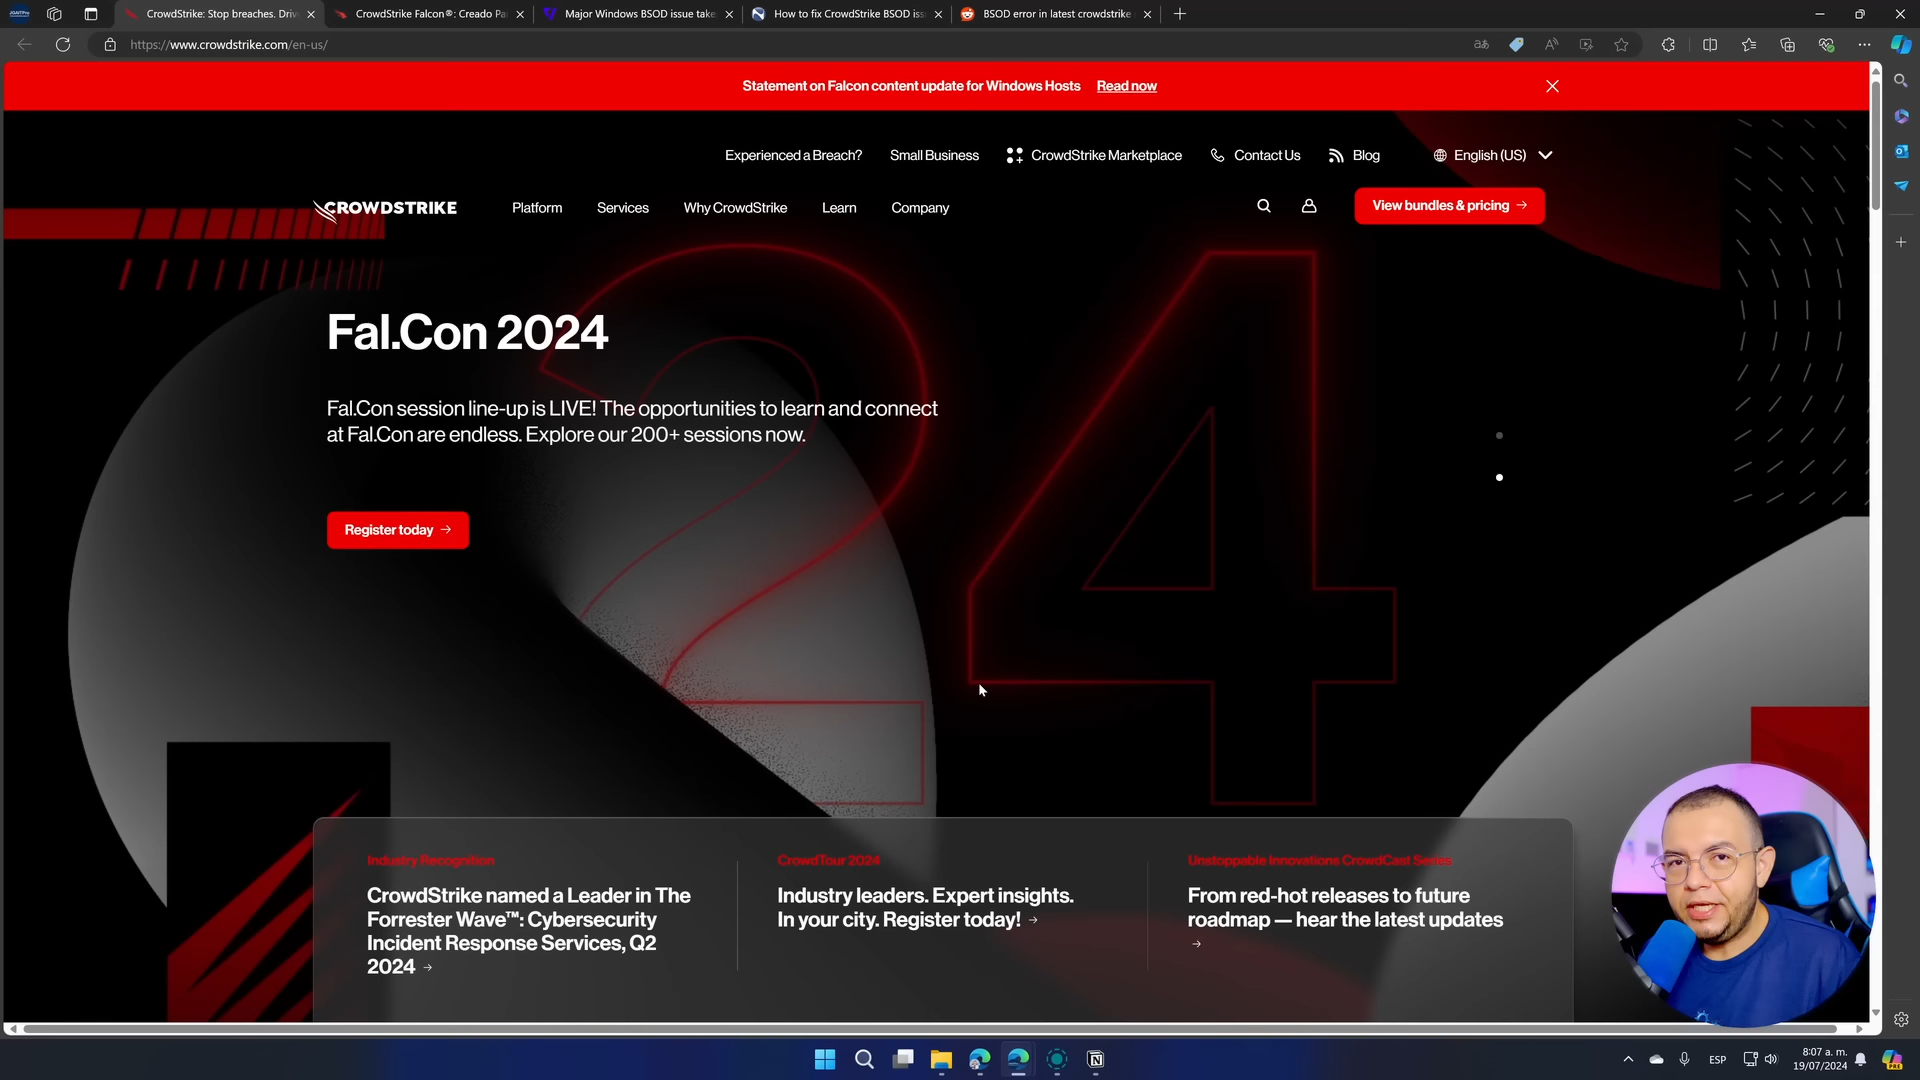 CrowdStrike: Stop breaches. Driv
CrowdStrike Falcon®: Creado Pa
Major Windows BSOD issue take
How to fix CrowdStrike BSOD iss
BSOD error in latest crowdstrike
https://www.crowdstrike.com/en-us/
Statement on Falcon content update for Windows Hosts Read now
Experienced a Breach? Small Business CrowdStrike Marketplace Contact Us Blog English (US)
CROWDSTRIKE Platform Services Why CrowdStrike Learn Company View bundles & pricing →
24
Fal.Con 2024
Fal.Con session line-up is LIVE! The opportunities to learn and connect
at Fal.Con are endless. Explore our 200+ sessions now.
Register today →
Industry Recognition
CrowdStrike named a Leader in The
Forrester Wave™: Cybersecurity
Incident Response Services, Q2
2024 →
CrowdTour 2024
Industry leaders. Expert insights.
In your city. Register today! →
Unstoppable Innovations CrowdCast Series
From red-hot releases to future
roadmap — hear the latest updates
→
ESP
8:07 a. m.
19/07/2024
PRE